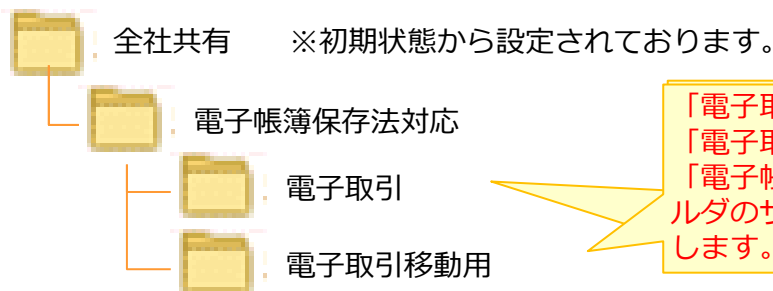 全社共有　※初期状態から設定されております。
電子帳簿保存法対応
電子取引
電子取引移動用
「電子取
「電子取
「電子帳
ルダのサ
します。